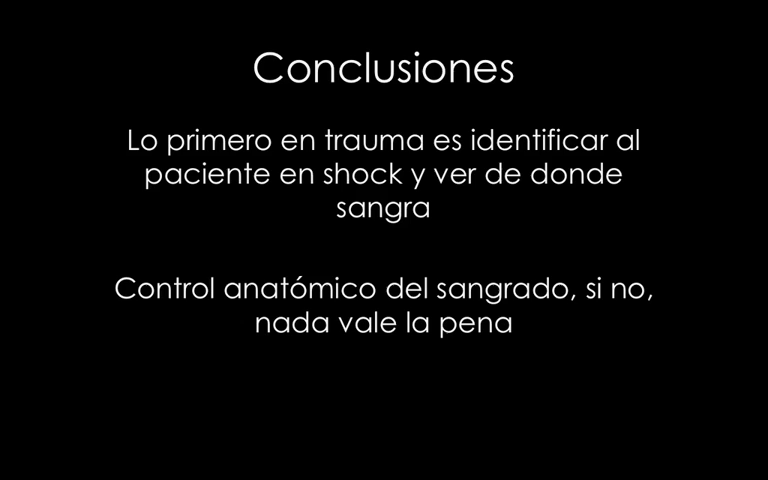 Conclusiones
Lo primero en trauma es identificar al
paciente en shock y ver de donde
sangra
Control anatómico del sangrado, si no,
nada vale la pena